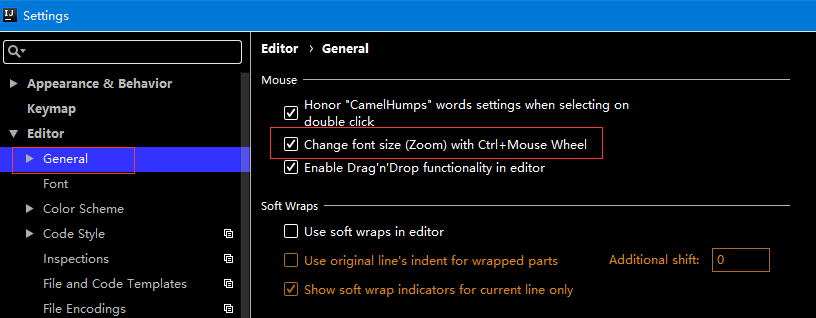 IJ Settings
Editor › General
Appearance & Behavior
Keymap
Editor
General
Font
Color Scheme
Code Style
Inspections
File and Code Templates
File Encodings
Mouse
Honor "CamelHumps" words settings when selecting on
double click
Change font size (Zoom) with Ctrl+Mouse Wheel
Enable Drag'n'Drop functionality in editor
Soft Wraps
Use soft wraps in editor
Use original line's indent for wrapped parts Additional shift: 0
Show soft wrap indicators for current line only